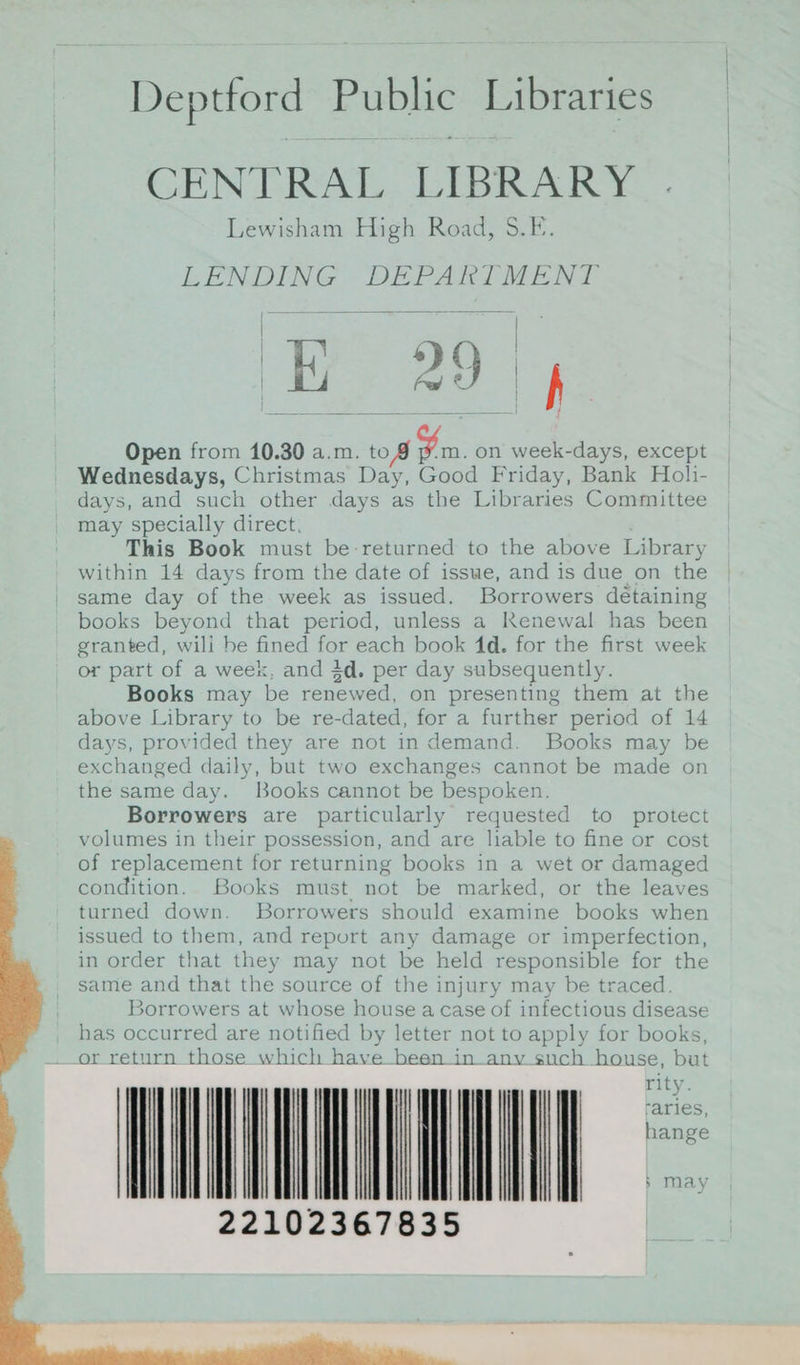 Deptford Public Libraries
CENTRAL LIBRARY
Lewisham High Road, S.E.
LENDING DEPARTMENT
E 29
Open from 10.30 a.m. to 9 p.m. on week-days, except
Wednesdays, Christmas Day, Good Friday, Bank Holi-
days, and such other days as the Libraries Committee
may specially direct.
This Book must be returned to the above Library
within 14 days from the date of issue, and is due on the
same day of the week as issued. Borrowers detaining
books beyond that period, unless a Renewal has been
granted, will be fined for each book 1d. for the first week
or part of a week, and ½d. per day subsequently.
Books may be renewed, on presenting them at the
above Library to be re-dated, for a further period of 14
days, provided they are not in demand. Books may be
exchanged daily, but two exchanges cannot be made on
the same day. Books cannot be bespoken.
Borrowers are particularly requested to protect
volumes in their possession, and are liable to fine or cost
of replacement for returning books in a wet or damaged
condition. Books must not be marked, or the leaves
turned down. Borrowers should examine books when
issued to them, and report any damage or imperfection,
in order that they may not be held responsible for the
same and that the source of the injury may be traced.
Borrowers at whose house a case of infectious disease
has occurred are notified by letter not to apply for books,
or return those which have been in any such house, but
rity.
raries,
hange
s may
22102367835